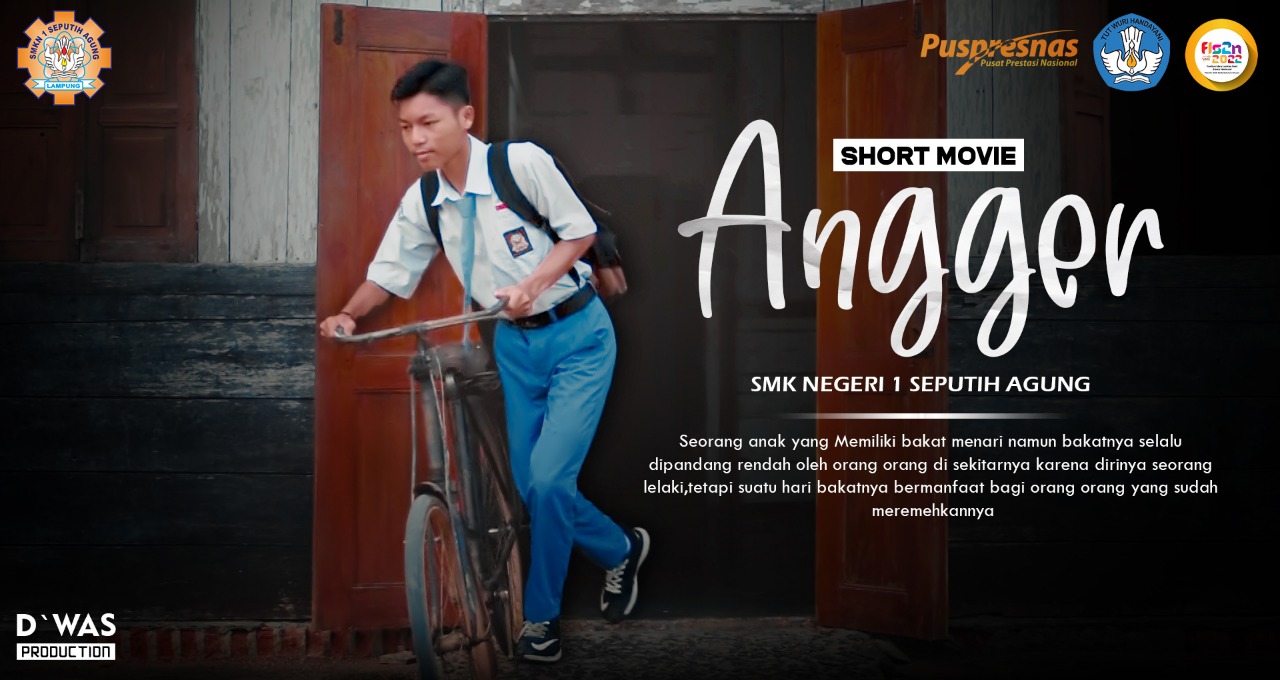 SMKN 1 SEPUTIH AGUNG
LAMPUNG
Puspresnas
Pusat Prestasi Nasional
TUT WURI HANDAYANI
fls2n
2022
SHORT MOVIE
Angger
SMK NEGERI 1 SEPUTIH AGUNG
Seorang anak yang Memiliki bakat menari namun bakatnya selalu
dipandang rendah oleh orang orang di sekitarnya karena dirinya seorang
lelaki,tetapi suatu hari bakatnya bermanfaat bagi orang orang yang sudah
meremehkannya
D`WAS
PRODUCTION